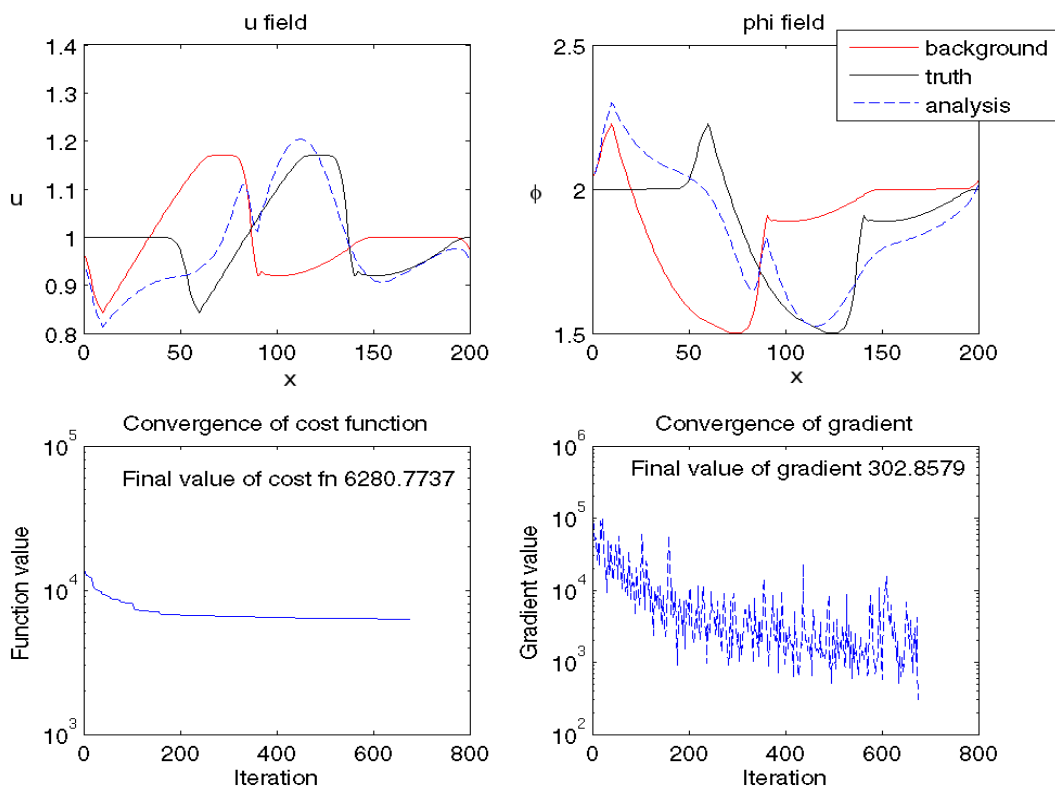 u field
1.4
1.3
1.2
1.1
1
0.9
0.8
u
0
50
100
150
200
x
phi field
2.5
2
1.5
ϕ
0
50
100
150
200
x
background
truth
analysis
Convergence of cost function
Final value of cost fn 6280.7737
10^5
10^4
10^3
Function value
0
200
400
600
800
Iteration
Convergence of gradient
Final value of gradient 302.8579
10^6
10^5
10^4
10^3
10^2
Gradient value
0
200
400
600
800
Iteration